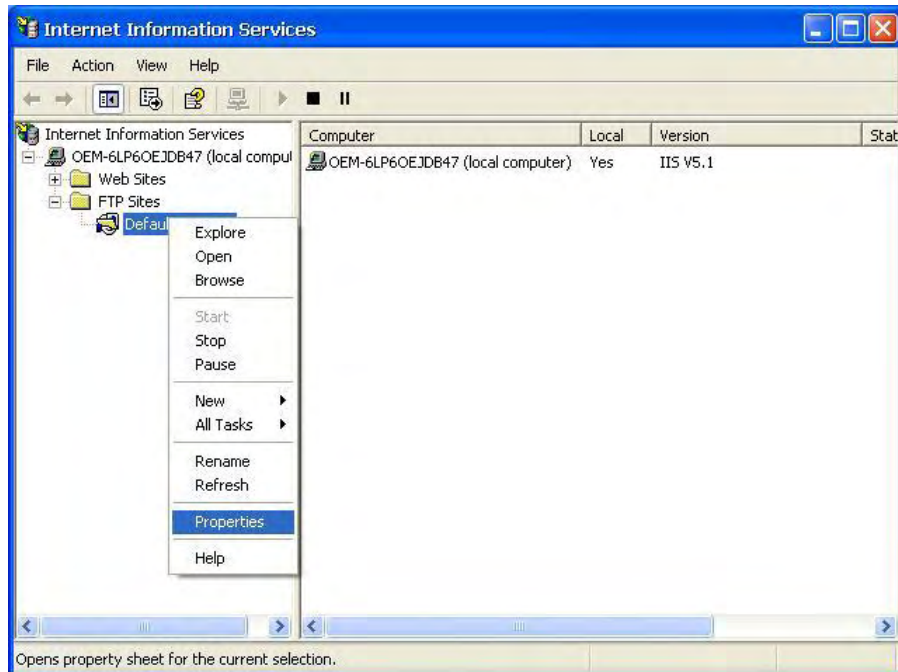 Internet Information Services
File Action View Help
Internet Information Services
OEM-6LP6OEJDB47 (local comput
Web Sites
FTP Sites
Defaul
Explore
Open
Browse
Start
Stop
Pause
New
All Tasks
Rename
Refresh
Properties
Help
Computer Local Version Stat
OEM-6LP6OEJDB47 (local computer) Yes IIS V5.1
Opens property sheet for the current selection.